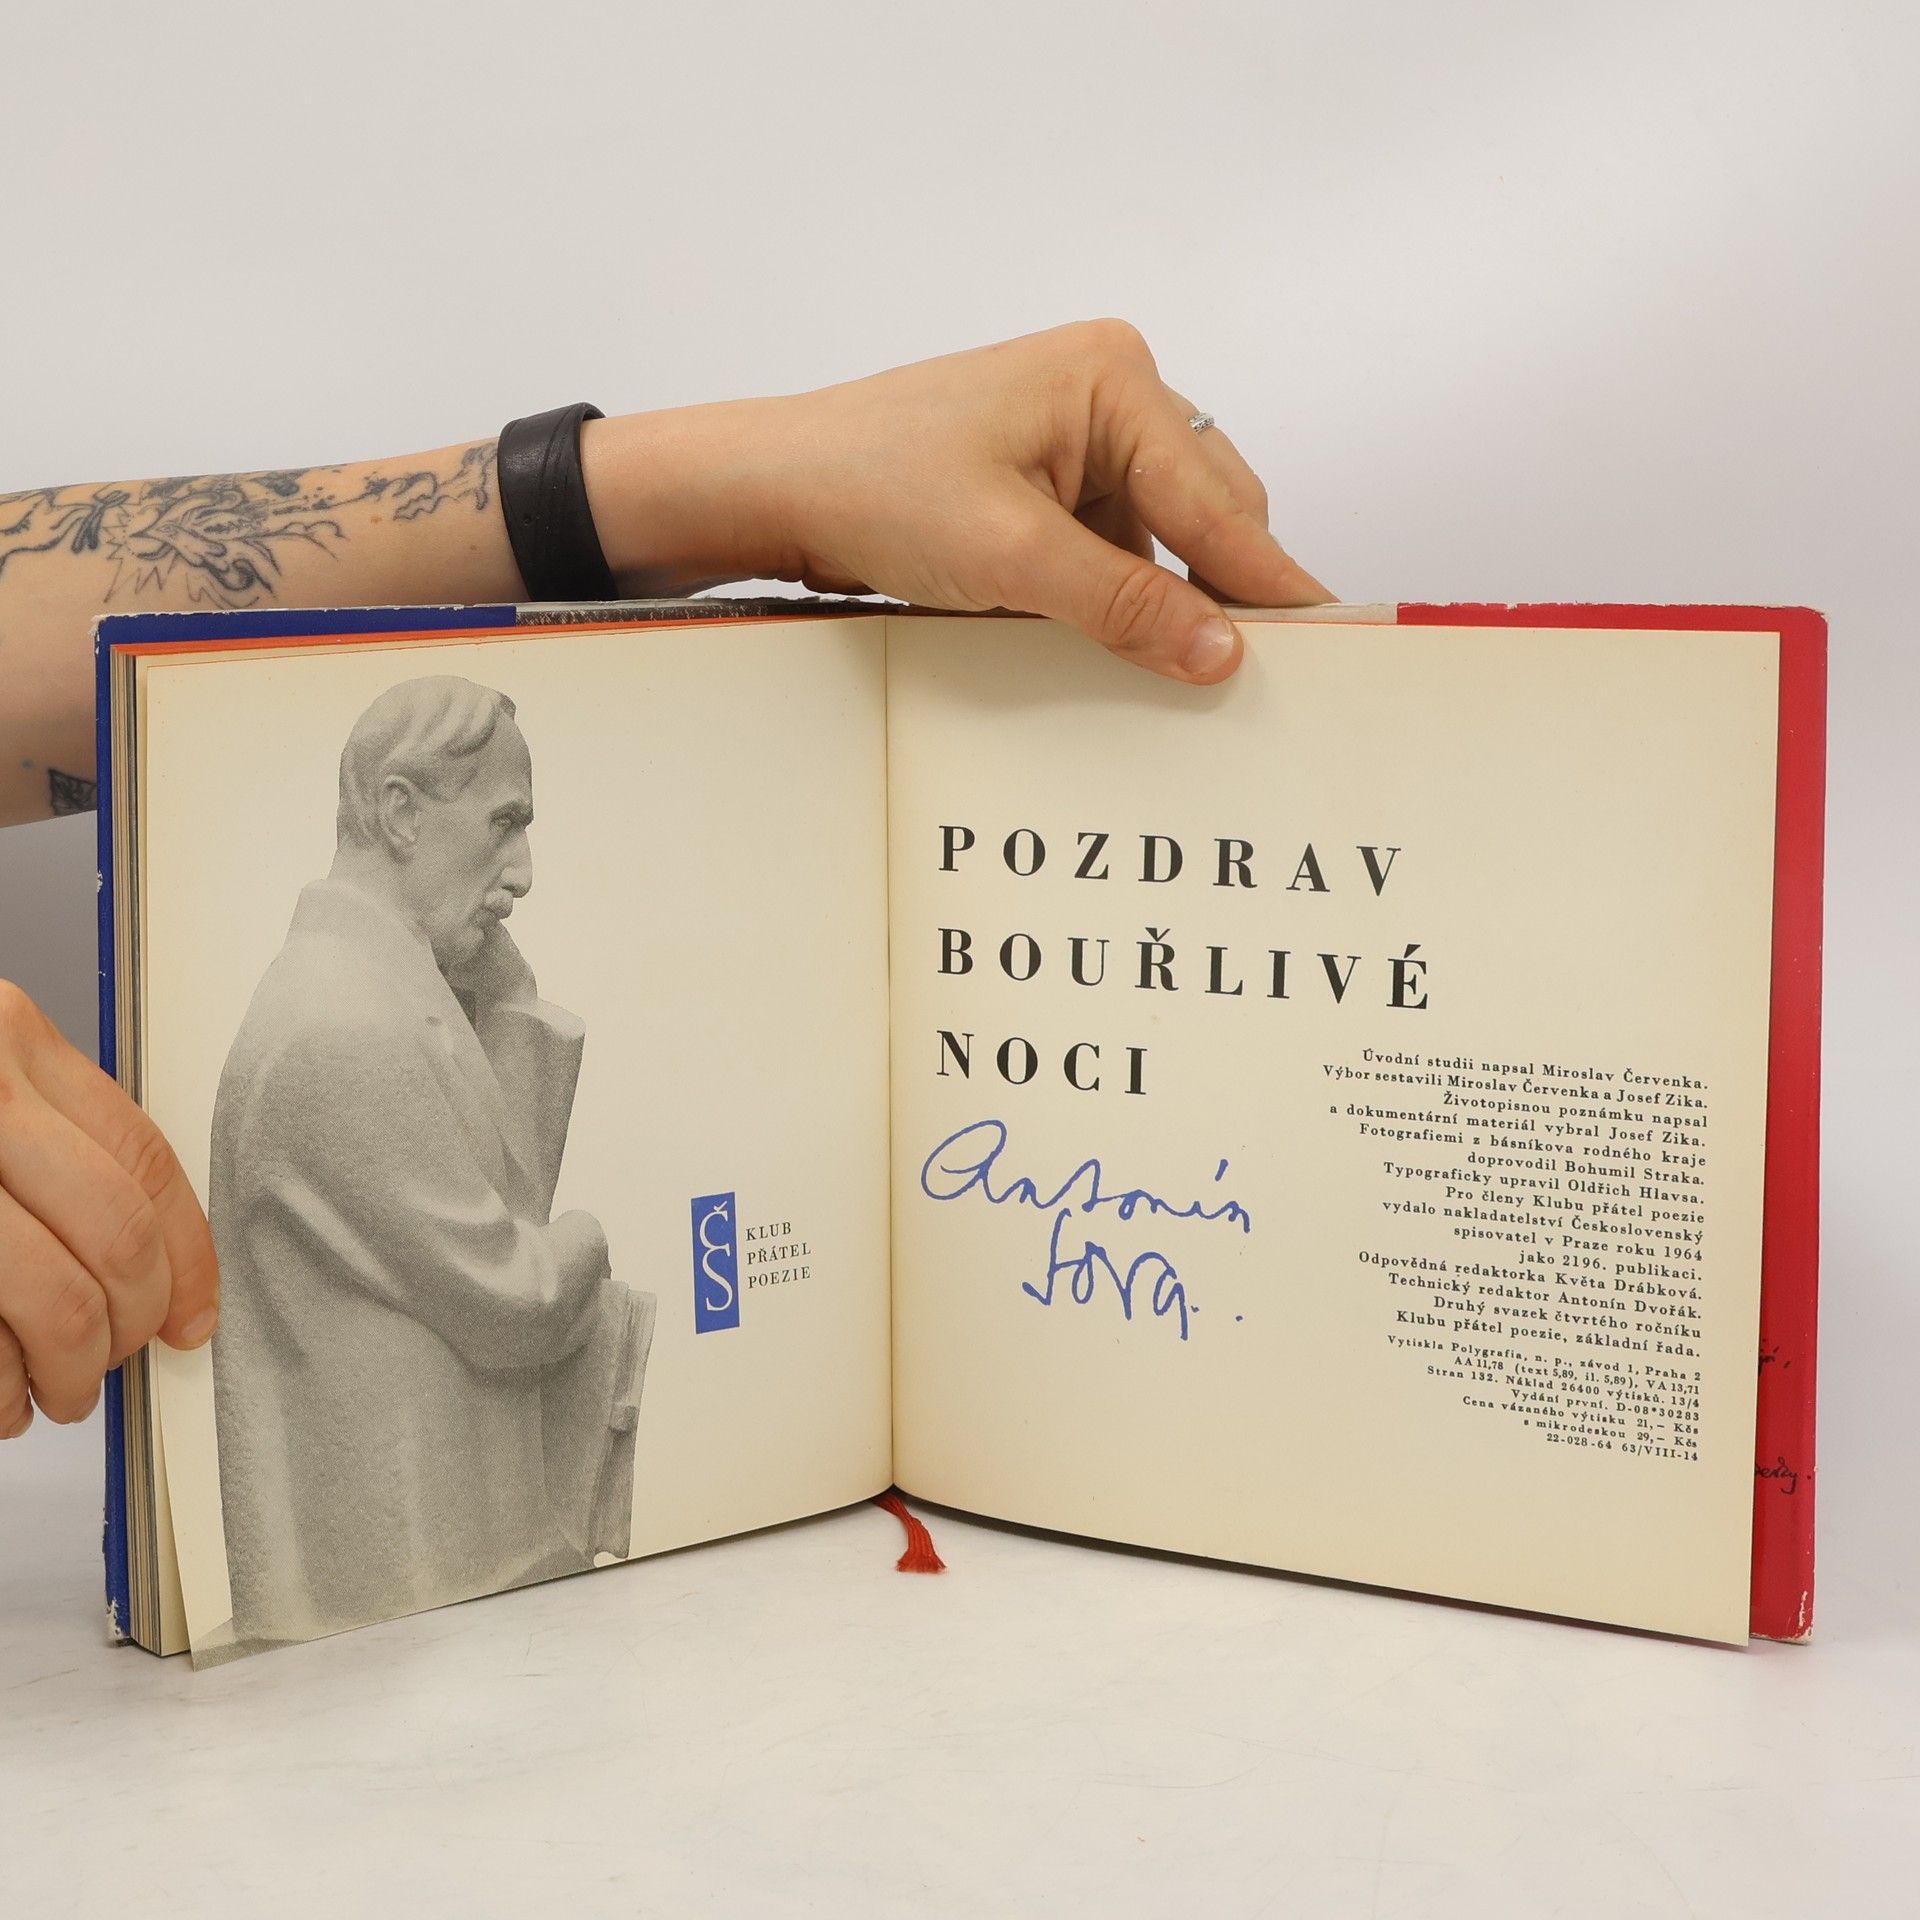 ČS
KLUB
PŘÁTEL
POEZIE
POZDRAV
BOUŘLIVÉ
NOCI
Antonín
Sova.
Úvodní studii napsal Miroslav Červenka.
Výbor sestavili Miroslav Červenka a Josef Zika.
Životopisnou poznámku napsal
a dokumentární materiál vybral Josef Zika.
Fotografiemi z básníkova rodného kraje
doprovodil Bohumil Straka.
Typograficky upravil Oldřich Hlavsa.
Pro členy Klubu přátel poezie
vydalo nakladatelství Československý
spisovatel v Praze roku 1964
jako 2196. publikaci.
Odpovědná redaktorka Květa Drábková.
Technický redaktor Antonín Dvořák.
Druhý svazek čtvrtého ročníku
Klubu přátel poezie, základní řada.
Vytiskla Polygrafia, n. p., závod 1, Praha 2
AA 11,78 (text 5,89, il. 5,89), VA 13,71
Stran 132. Náklad 26400 výtisků. 13/4
Vydání první. D-08*30283
Cena vázaného výtisku 21,— Kčs
s mikrodeskou 29,— Kčs
22-028-64 63/VIII-14